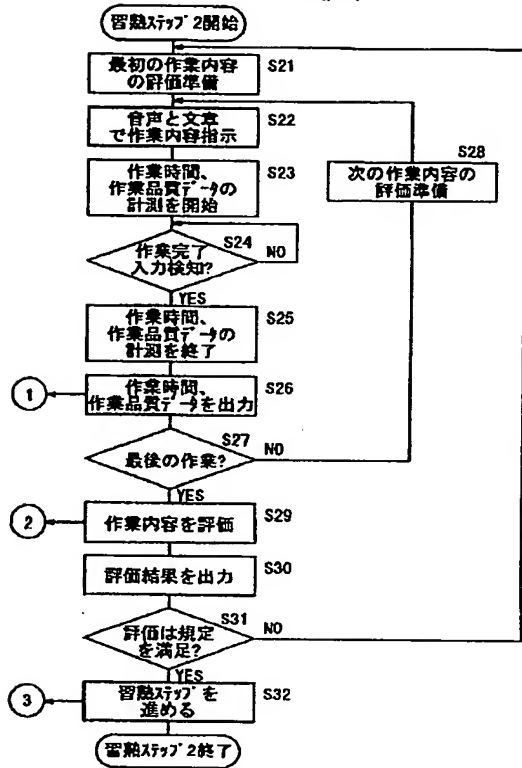 習熟ステップ2開始
最初の作業内容
の評価準備
S21
音声と文章
で作業内容指示
S22
作業時間、
作業品質データの
計測を開始
S23
S28
次の作業内容の
評価準備
作業完了
入力検知?
S24
NO
YES
作業時間、
作業品質データの
計測を終了
S25
1
作業時間、
作業品質データを出力
S26
最後の作業?
S27
NO
YES
2
作業内容を評価
S29
評価結果を出力
S30
評価は規定
を満足?
S31
NO
YES
3
習熟ステップを
進める
S32
習熟ステップ2終了